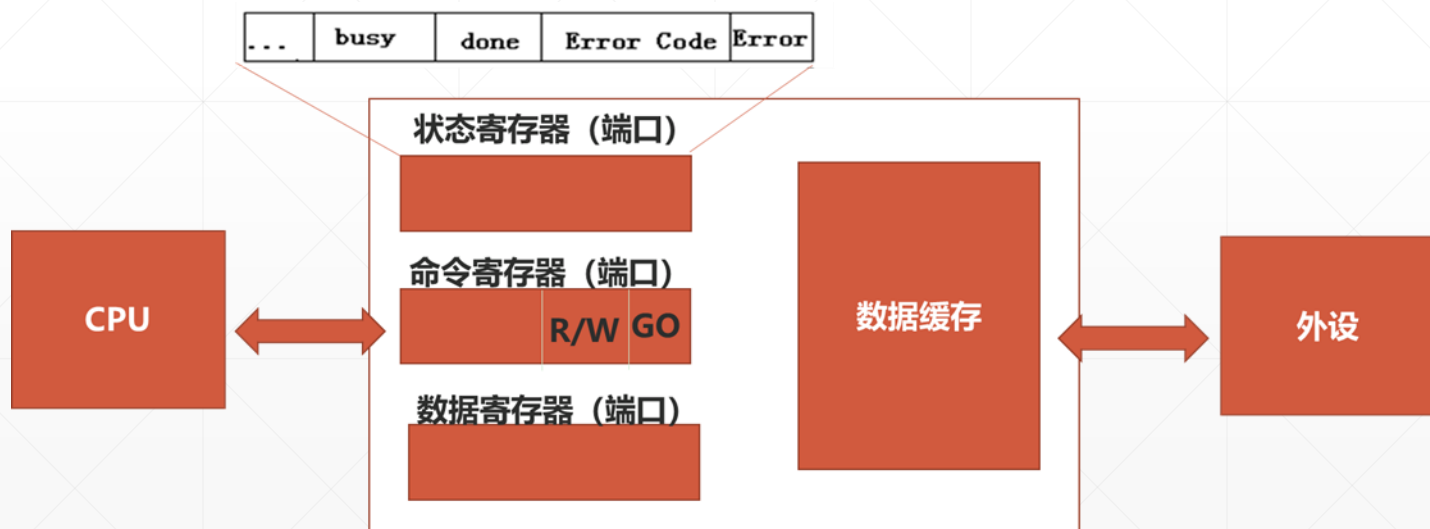 ... busy done Error Code Error
状态寄存器（端口）
命令寄存器（端口）
R/W GO
数据寄存器（端口）
CPU
数据缓存
外设